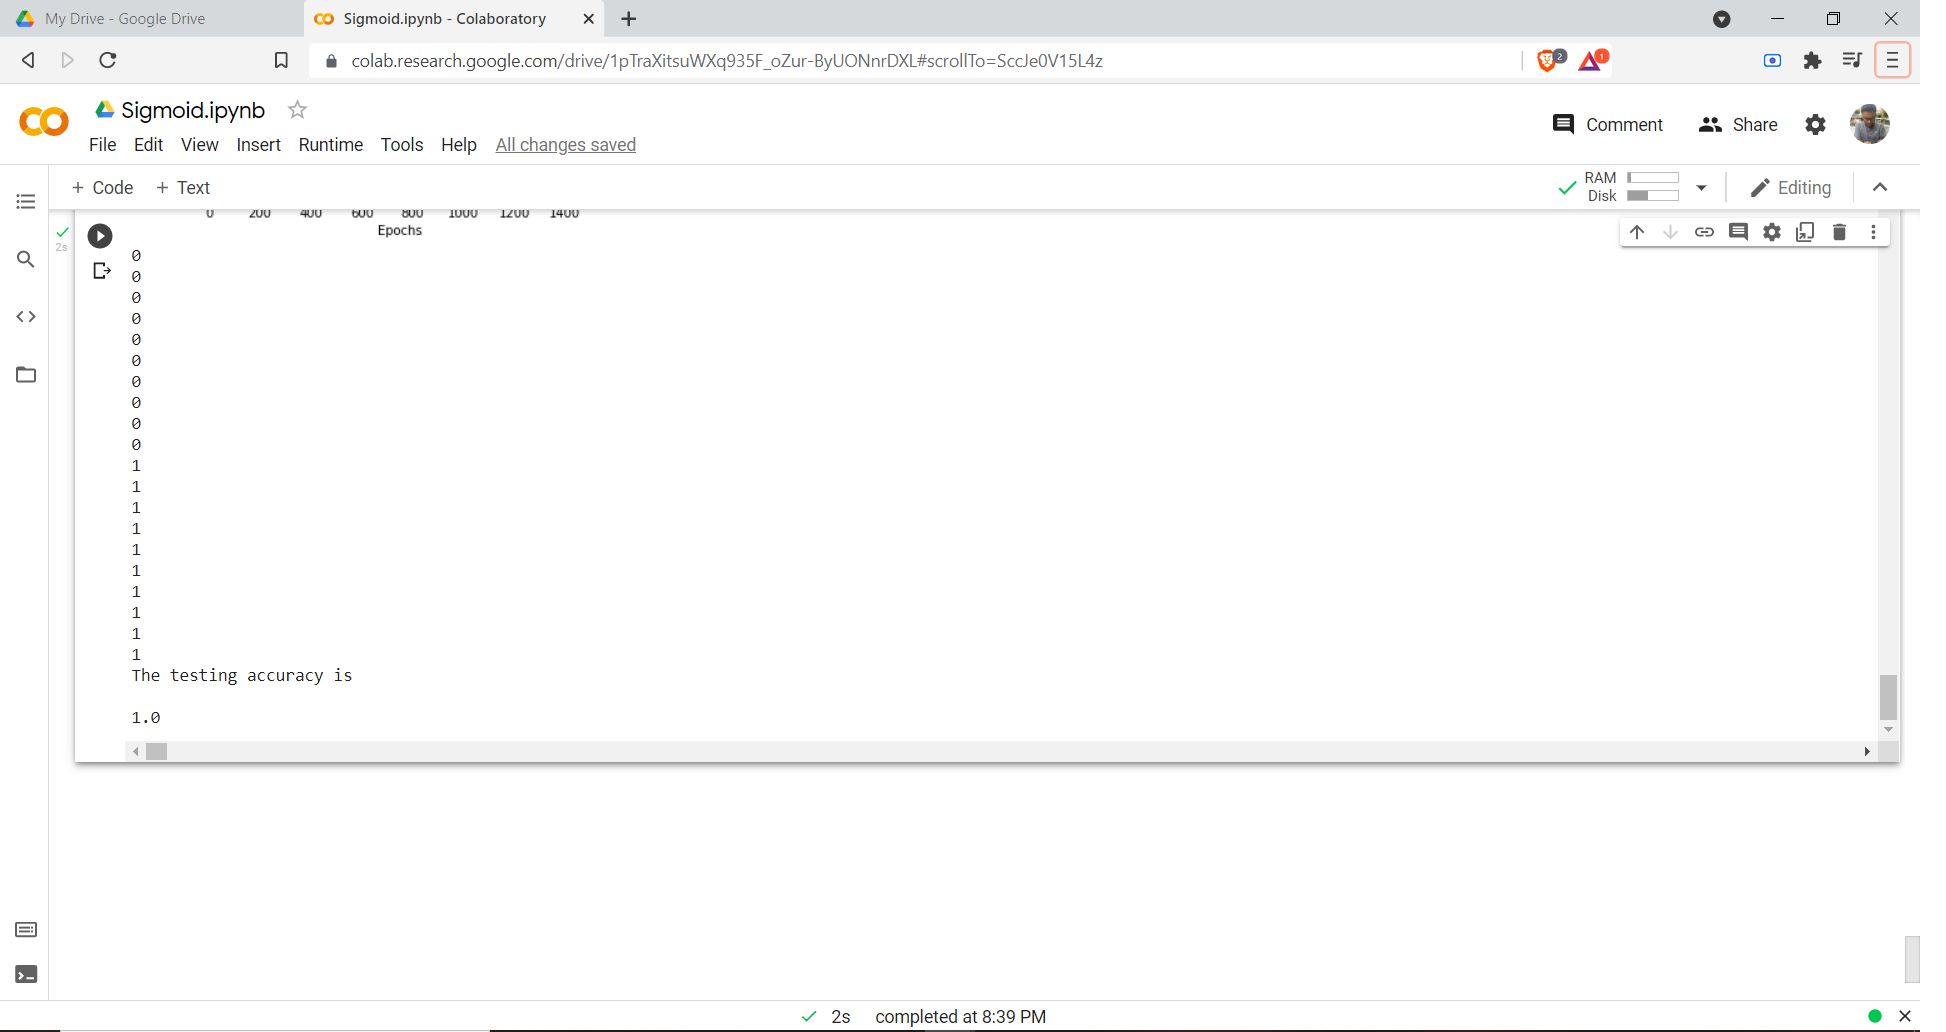 My Drive - Google Drive
Sigmoid.ipynb - Colaboratory
colab.research.google.com/drive/1pTraXitsuWXq935F_oZur-ByUONnrDXL#scrollTo=SccJe0V15L4z
2
1
Sigmoid.ipynb
Comment
Share
File Edit View Insert Runtime Tools Help All changes saved
+ Code + Text
RAM
Disk
Editing
0 200 400 600 800 1000 1200 1400
Epochs
2s
0
0
0
0
0
0
0
0
0
0
1
1
1
1
1
1
1
1
1
1
The testing accuracy is
1.0
2s completed at 8:39 PM